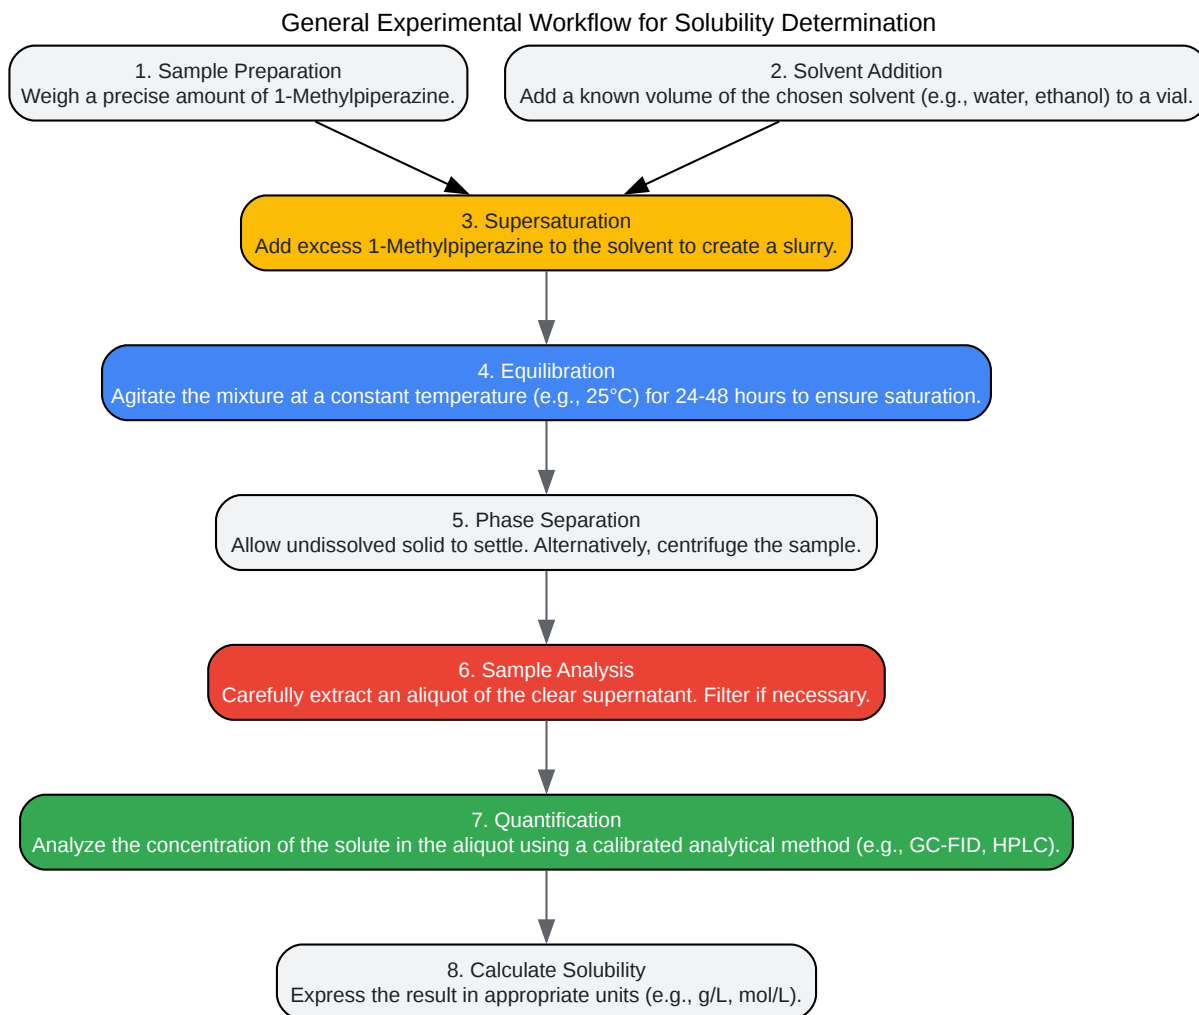 General Experimental Workflow for Solubility Determination
1. Sample Preparation
Weigh a precise amount of 1-Methylpiperazine.
2. Solvent Addition
Add a known volume of the chosen solvent (e.g., water, ethanol) to a vial.
3. Supersaturation
Add excess 1-Methylpiperazine to the solvent to create a slurry.
4. Equilibration
Agitate the mixture at a constant temperature (e.g., 25°C) for 24-48 hours to ensure saturation.
5. Phase Separation
Allow undissolved solid to settle. Alternatively, centrifuge the sample.
6. Sample Analysis
Carefully extract an aliquot of the clear supernatant. Filter if necessary.
7. Quantification
Analyze the concentration of the solute in the aliquot using a calibrated analytical method (e.g., GC-FID, HPLC).
8. Calculate Solubility
Express the result in appropriate units (e.g., g/L, mol/L).